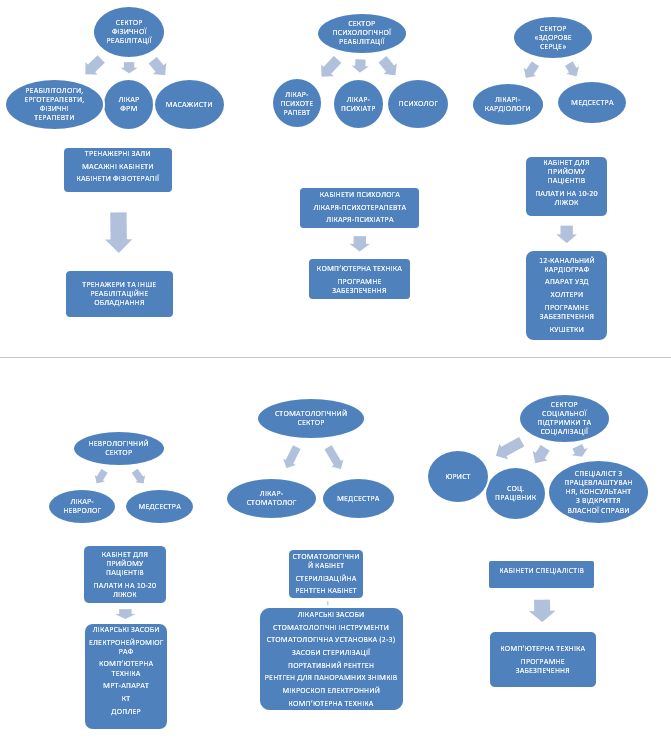 СЕКТОР
ФІЗИЧНОЇ
РЕАБІЛІТАЦІЇ
РЕАБІЛІТОЛОГИ,
ЕРГОТЕРАПЕВТИ,
ФІЗИЧНІ
ТЕРАПЕВТИ
ЛІКАР
ФРМ
МАСАЖИСТИ
ТРЕНАЖЕРНІ ЗАЛИ
МАСАЖНІ КАБІНЕТИ
КАБІНЕТИ ФІЗІОТЕРАПІЇ
ТРЕНАЖЕРИ ТА ІНШЕ
РЕАБІЛІТАЦІЙНЕ
ОБЛАДНАННЯ
СЕКТОР
ПСИХОЛОГІЧНОЇ
РЕАБІЛІТАЦІЇ
ЛІКАР-
ПСИХОТЕ
РАПЕВТ
ЛІКАР-
ПСИХІАТР
ПСИХОЛОГ
КАБІНЕТИ ПСИХОЛОГА
ЛІКАРЯ-ПСИХОТЕРАПЕВТА
ЛІКАРЯ-ПСИХІАТРА
КОМП'ЮТЕРНА ТЕХНІКА
ПРОГРАМНЕ
ЗАБЕЗПЕЧЕННЯ
СЕКТОР
«ЗДОРОВЕ
СЕРЦЕ»
ЛІКАРІ-
КАРДІОЛОГИ
МЕДСЕСТРА
КАБІНЕТ ДЛЯ
ПРИЙОМУ
ПАЦІЄНТІВ
ПАЛАТИ НА 10-20
ЛІЖОК
12-КАНАЛЬНИЙ
КАРДІОГРАФ
АПАРАТ УЗД
ХОЛТЕРИ
ПРОГРАМНЕ
ЗАБЕЗПЕЧЕННЯ
КУШЕТКИ
НЕВРОЛОГІЧНИЙ
СЕКТОР
ЛІКАР-
НЕВРОЛОГ
МЕДСЕСТРА
КАБІНЕТ ДЛЯ
ПРИЙОМУ
ПАЦІЄНТІВ
ПАЛАТИ НА 10-20
ЛІЖОК
ЛІКАРСЬКІ ЗАСОБИ
ЕЛЕКТРОНЕЙРОМІОГ
РАФ
КОМП'ЮТЕРНА
ТЕХНІКА
МРТ-АПАРАТ
КТ
ДОПЛЕР
СТОМАТОЛОГІЧНИЙ
СЕКТОР
ЛІКАР-
СТОМАТОЛОГ
МЕДСЕСТРА
СТОМАТОЛОГІЧНИ
Й КАБІНЕТ
СТЕРИЛІЗАЦІЙНА
РЕНТГЕН КАБІНЕТ
ЛІКАРСЬКІ ЗАСОБИ
СТОМАТОЛОГІЧНІ ІНСТРУМЕНТИ
СТОМАТОЛОГІЧНА УСТАНОВКА (2-3)
ЗАСОБИ СТЕРИЛІЗАЦІЇ
ПОРТАТИВНИЙ РЕНТГЕН
РЕНТГЕН ДЛЯ ПАНОРАМНИХ ЗНІМКІВ
МІКРОСКОП ЕЛЕКТРОННИЙ
КОМП'ЮТЕРНА ТЕХНІКА
СЕКТОР
СОЦІАЛЬНОЇ
ПІДТРИМКИ ТА
СОЦІАЛІЗАЦІЇ
ЮРИСТ
СОЦ.
ПРАЦІВНИК
СПЕЦІАЛІСТ З
ПРАЦЕВЛАШТУВАН
НЯ, КОНСУЛЬТАНТ
З ВІДКРИТТЯ
ВЛАСНОЇ СПРАВИ
КАБІНЕТИ СПЕЦІАЛІСТІВ
КОМП'ЮТЕРНА ТЕХНІКА
ПРОГРАМНЕ
ЗАБЕЗПЕЧЕННЯ